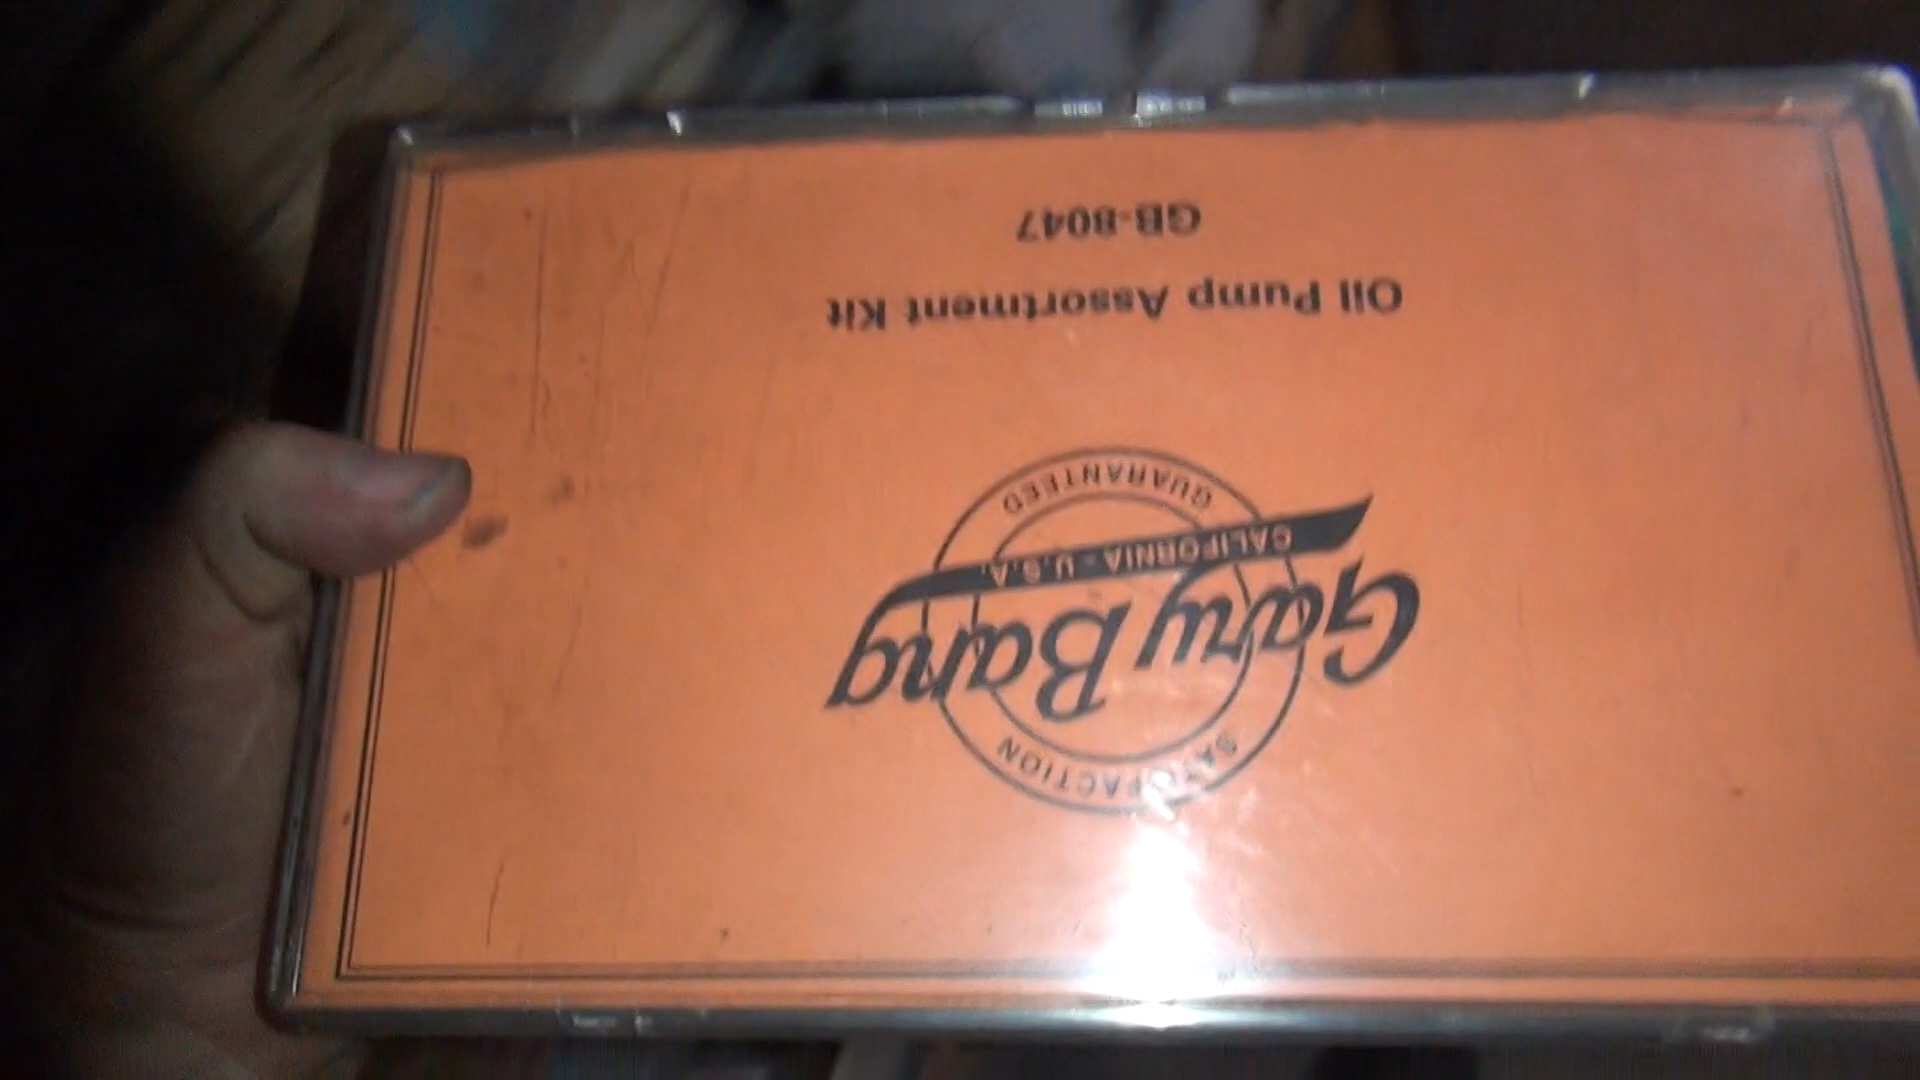 SATISFACTION
Gary Bang
CALIFORNIA - U.S.A.
GUARANTEED
Oil Pump Assortment Kit
GB-8047